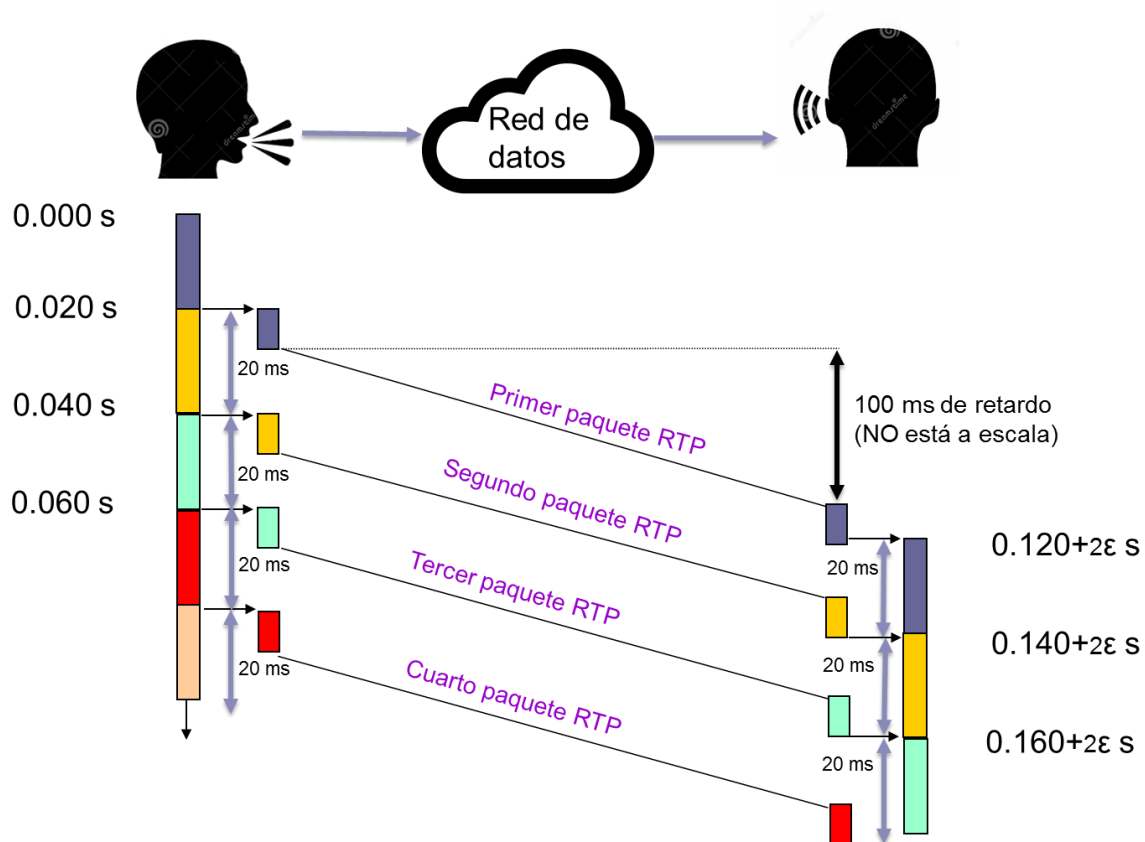 Red de
datos
dreamstime
dreamstime
0.000 s
0.020 s
20 ms
0.040 s
20 ms
0.060 s
20 ms
20 ms
Primer paquete RTP
Segundo paquete RTP
Tercer paquete RTP
Cuarto paquete RTP
100 ms de retardo
(NO está a escala)
0.120+2ε s
20 ms
0.140+2ε s
20 ms
0.160+2ε s